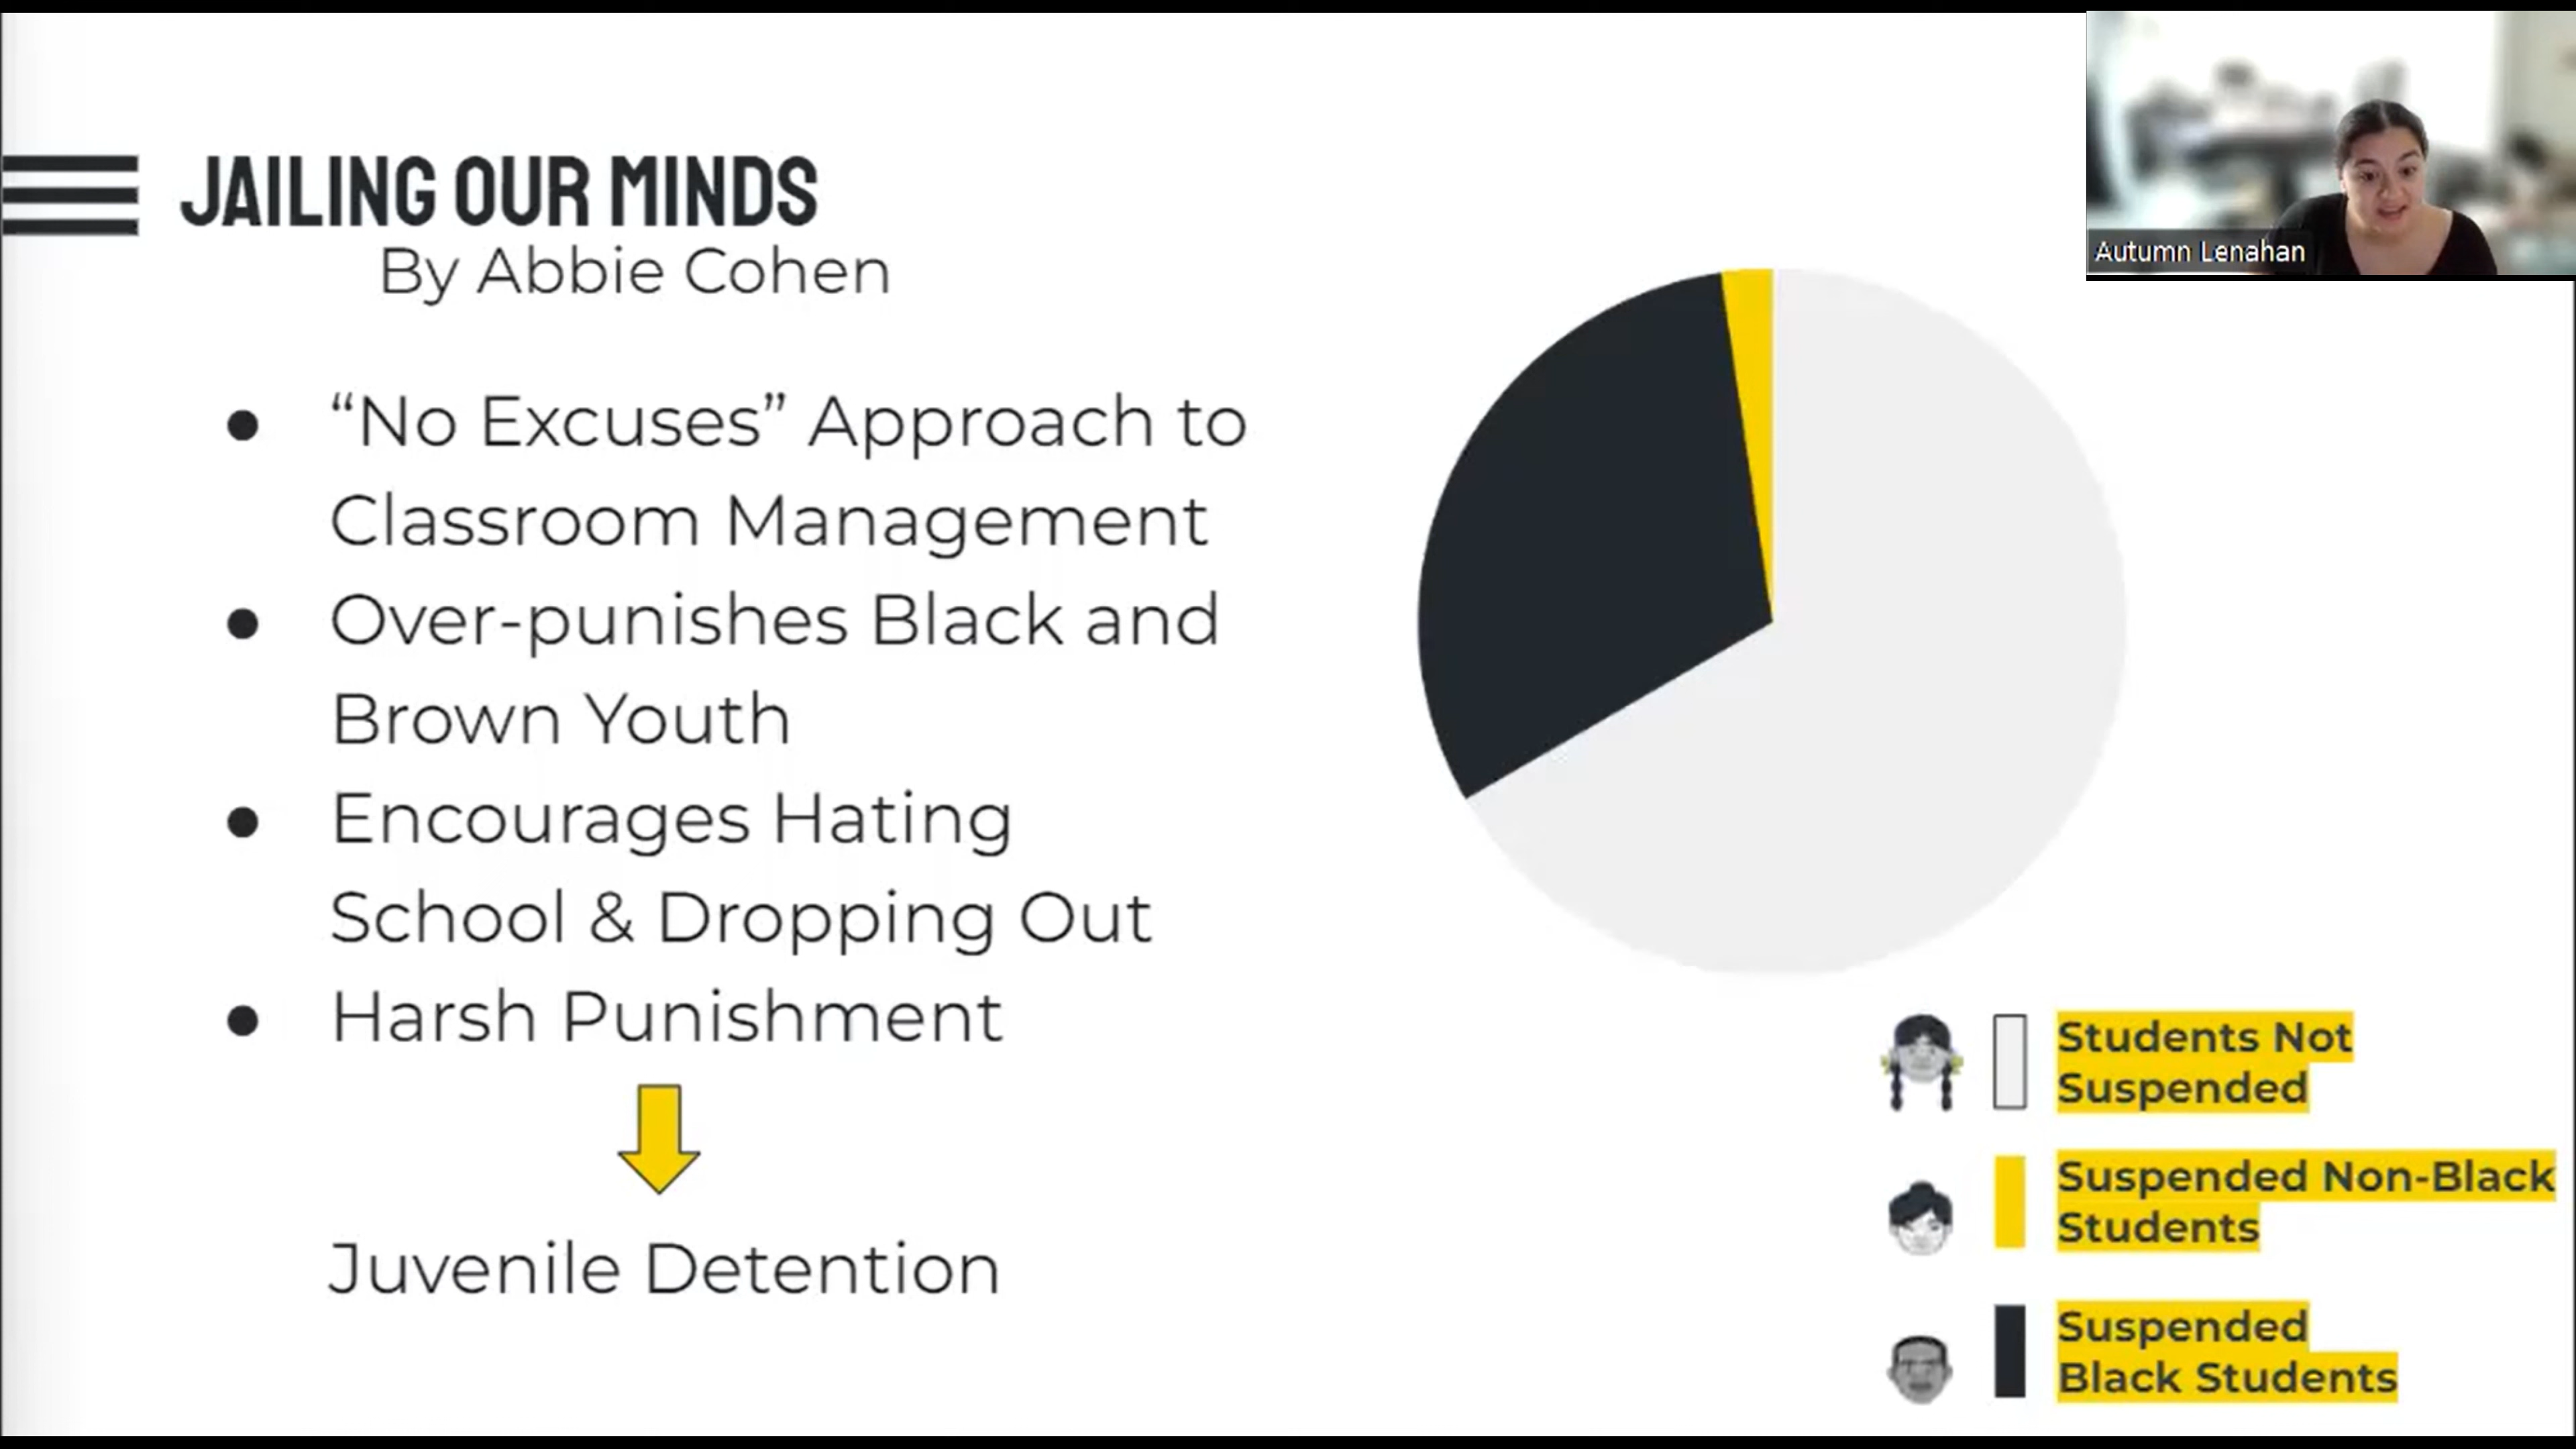 JAILING OUR MINDS
By Abbie Cohen
● “No Excuses” Approach to
Classroom Management
● Over-punishes Black and
Brown Youth
● Encourages Hating
School & Dropping Out
● Harsh Punishment
Juvenile Detention
Autumn Lenahan
Students Not
Suspended
Suspended Non-Black
Students
Suspended
Black Students